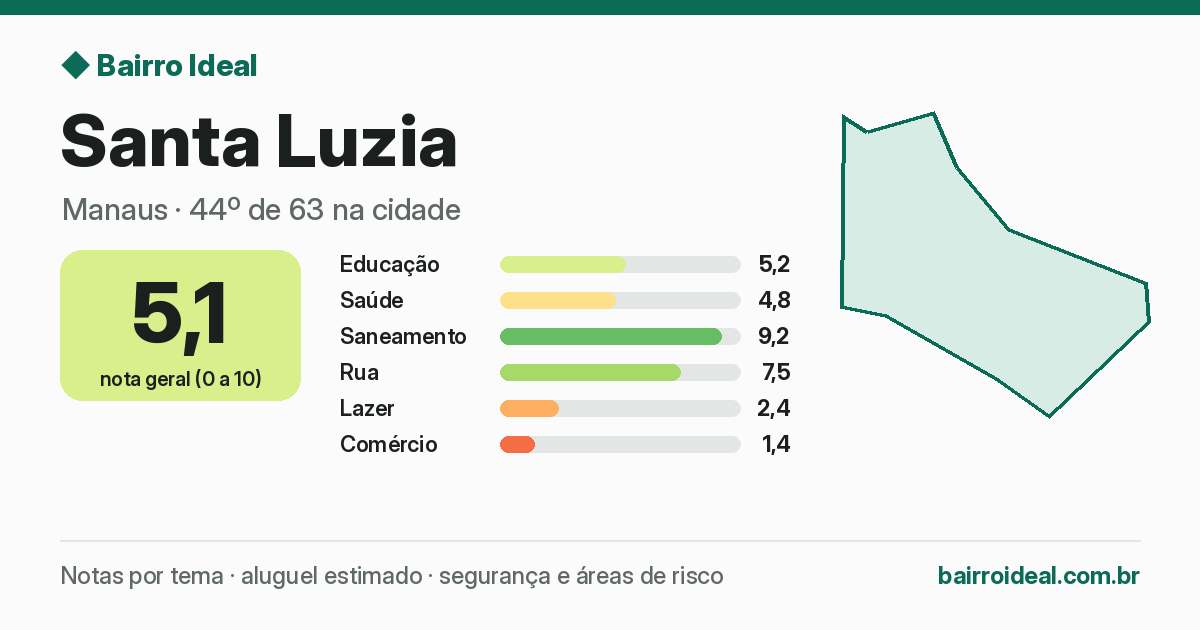 Bairro Ideal
Santa Luzia
Manaus · 44º de 63 na cidade
5,1
nota geral (0 a 10)
Educação 5,2
Saúde 4,8
Saneamento 9,2
Rua 7,5
Lazer 2,4
Comércio 1,4
Notas por tema · aluguel estimado · segurança e áreas de risco
bairroideal.com.br